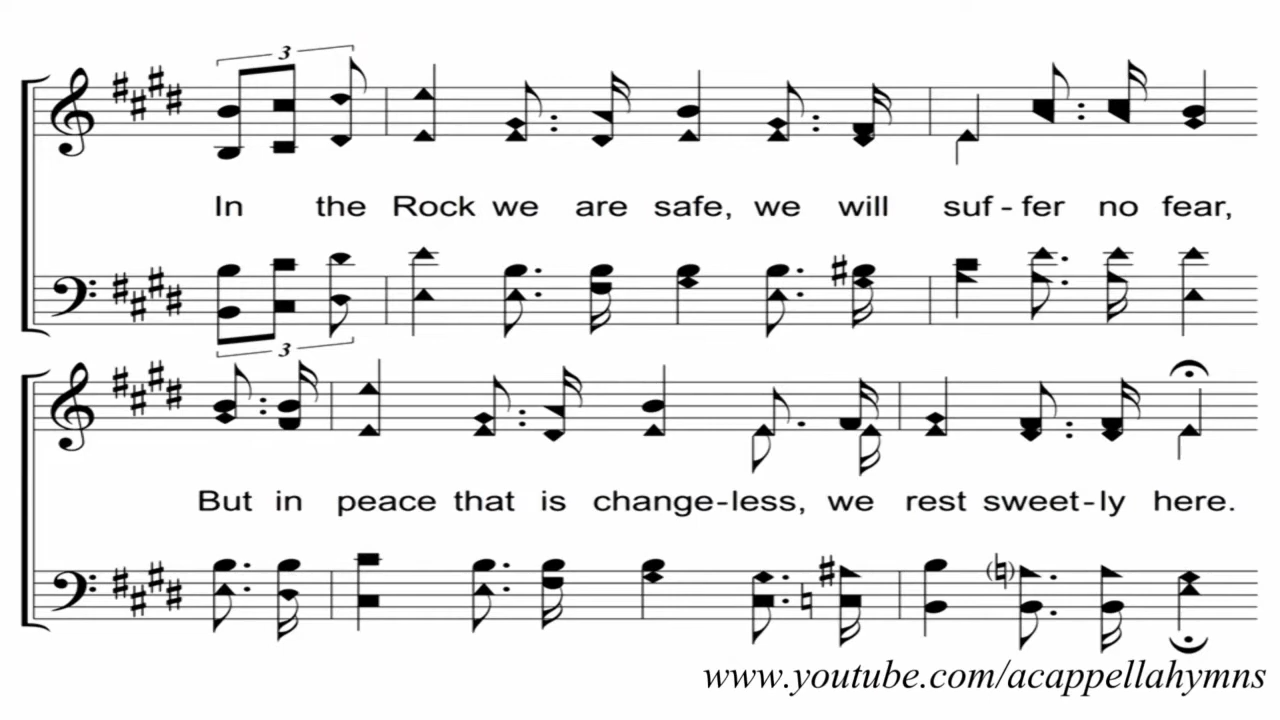 3
In the Rock we are safe, we will suf - fer no fear,
3
But in peace that is change-less, we rest sweet-ly here.
www.youtube.com/acappellahymns